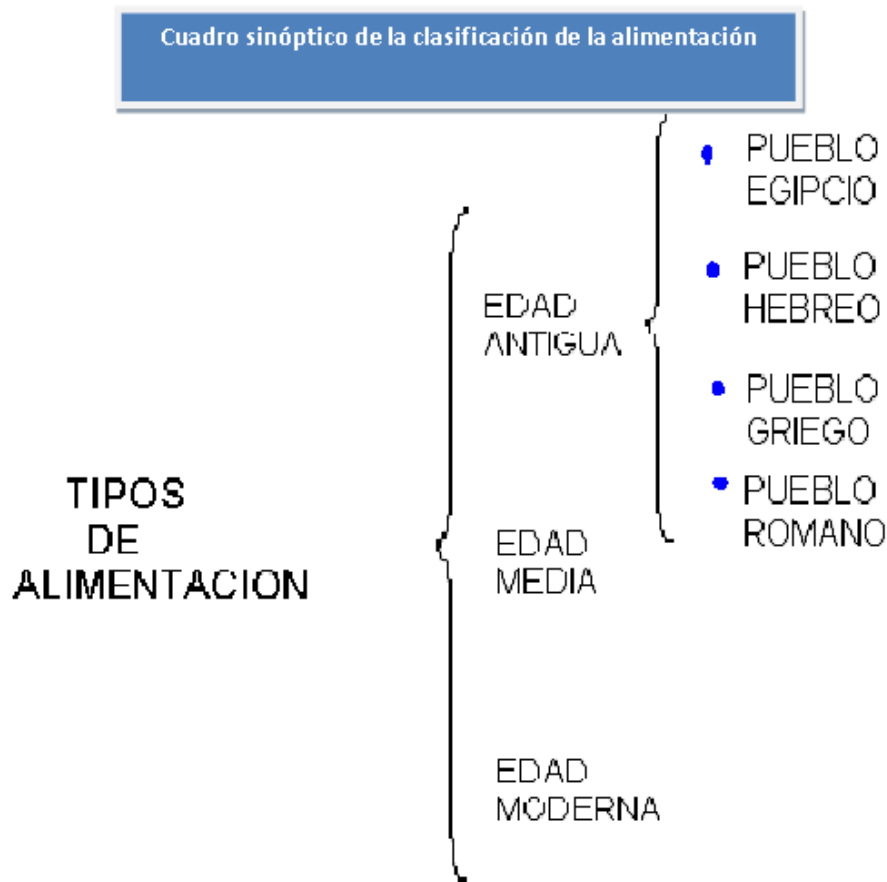 Cuadro sinóptico de la clasificación de la alimentación
TIPOS
DE
ALIMENTACION
EDAD
ANTIGUA
PUEBLO
EGIPCIO
PUEBLO
HEBREO
PUEBLO
GRIEGO
PUEBLO
ROMANO
EDAD
MEDIA
EDAD
MODERNA